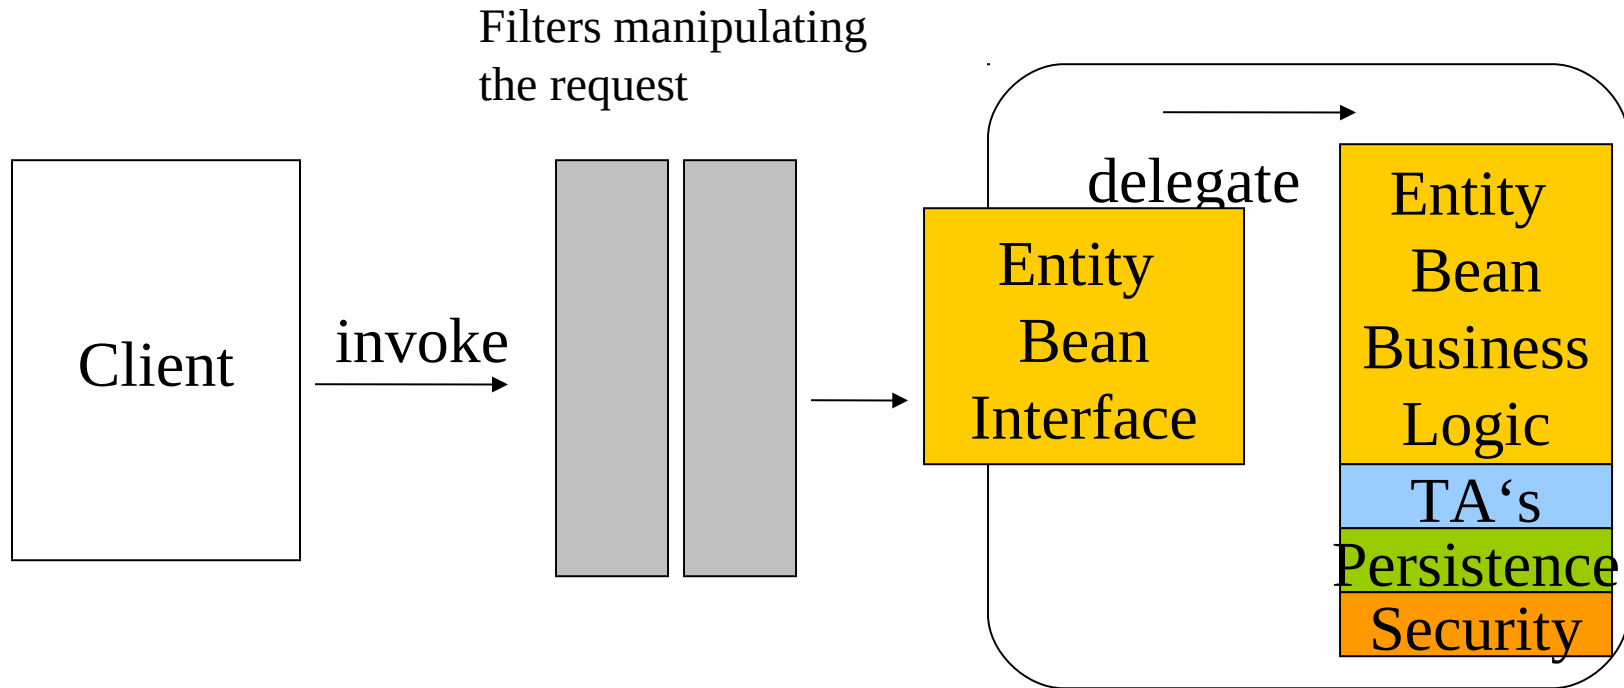 Filters manipulating
the request
Client
invoke
delegate
Entity
Bean
Interface
Entity
Bean
Business
Logic
TA‘s
Persistence
Security